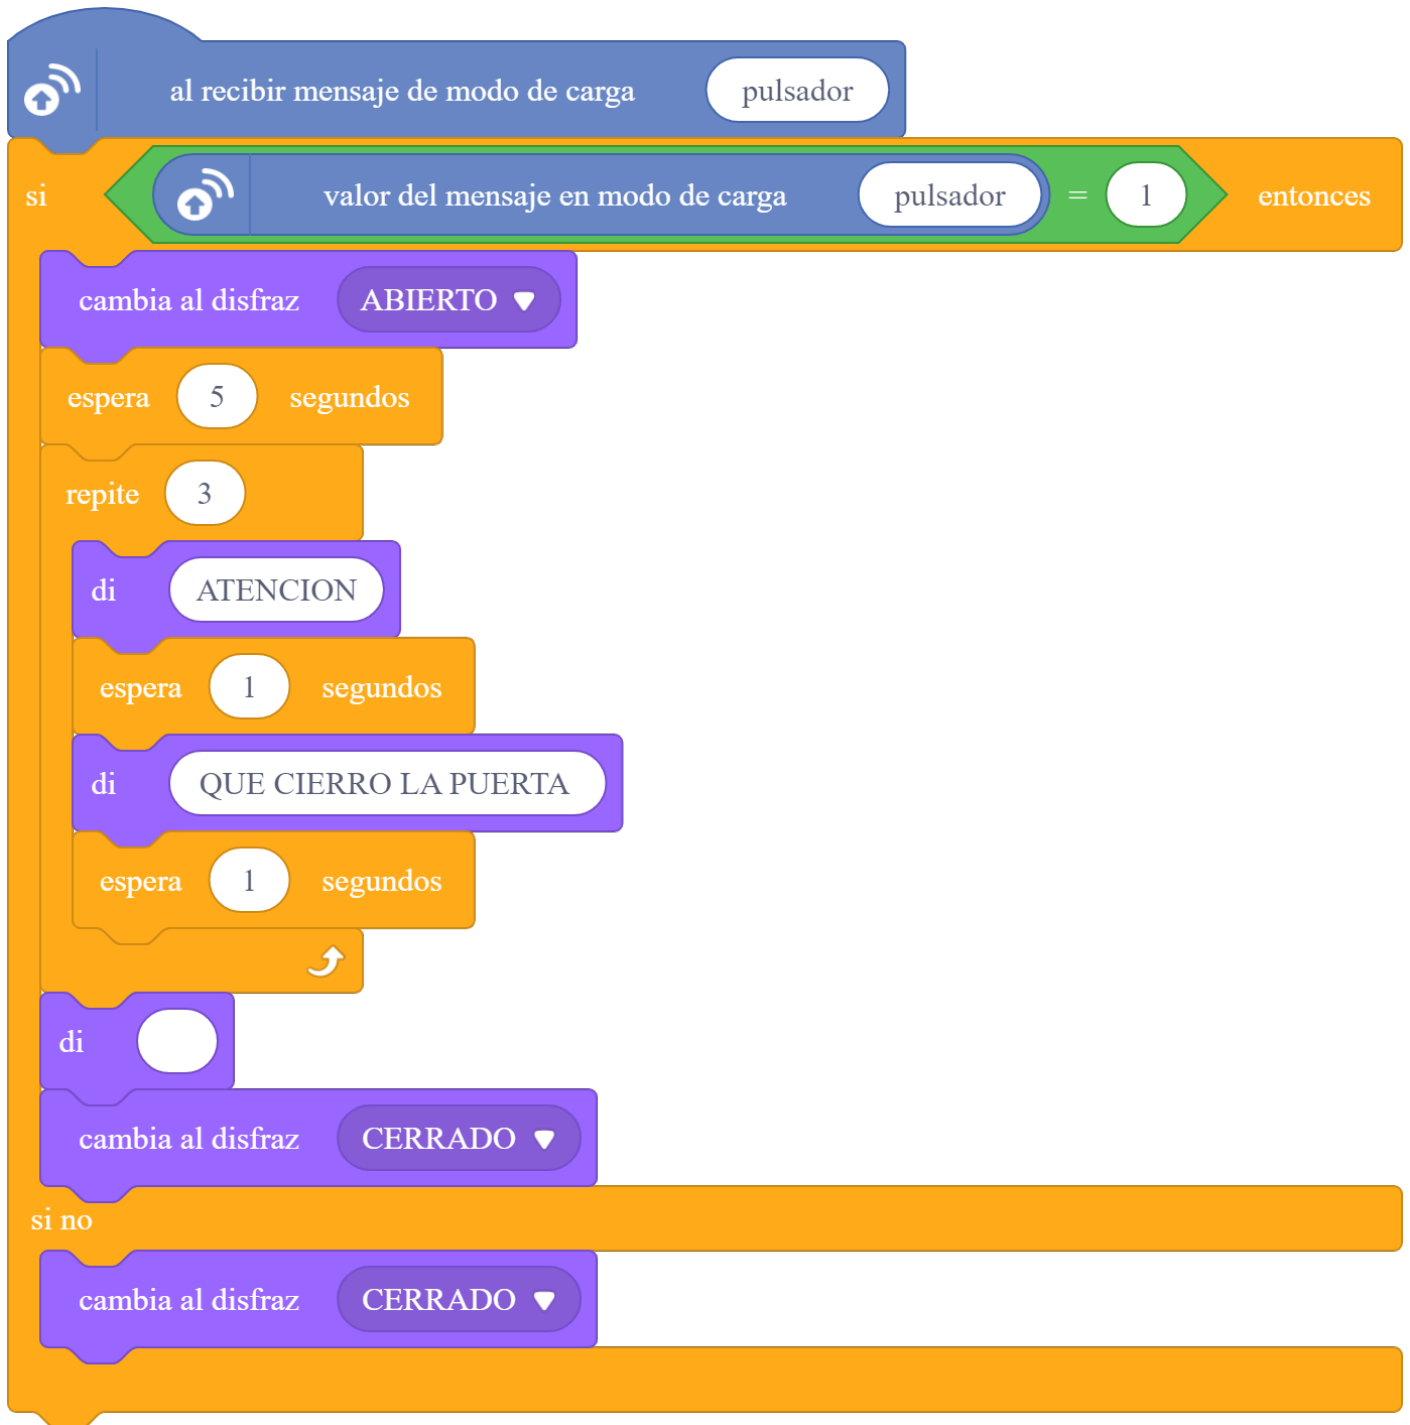 al recibir mensaje de modo de carga pulsador
si valor del mensaje en modo de carga pulsador = 1 entonces
cambia al disfraz ABIERTO
espera 5 segundos
repite 3
di ATENCION
espera 1 segundos
di QUE CIERRO LA PUERTA
espera 1 segundos
di
cambia al disfraz CERRADO
si no
cambia al disfraz CERRADO